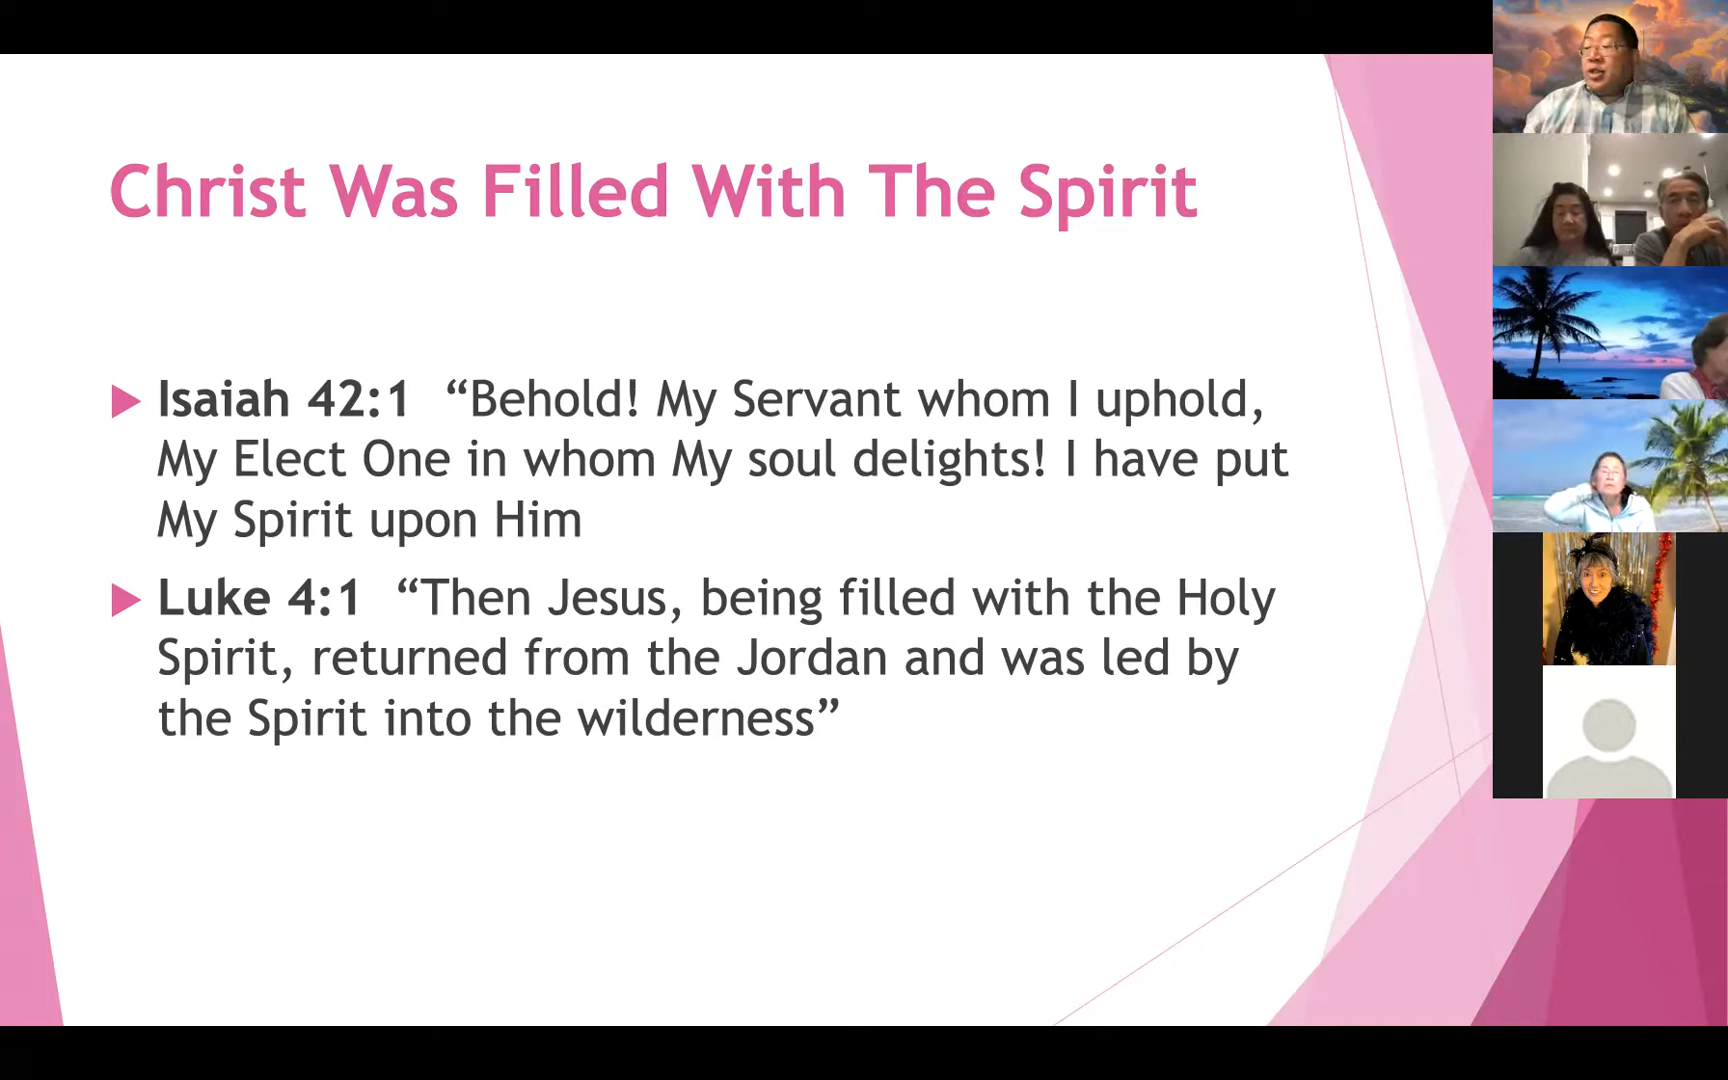 Christ Was Filled With The Spirit
Isaiah 42:1 “Behold! My Servant whom I uphold,
My Elect One in whom My soul delights! I have put
My Spirit upon Him
Luke 4:1 “Then Jesus, being filled with the Holy
Spirit, returned from the Jordan and was led by
the Spirit into the wilderness”